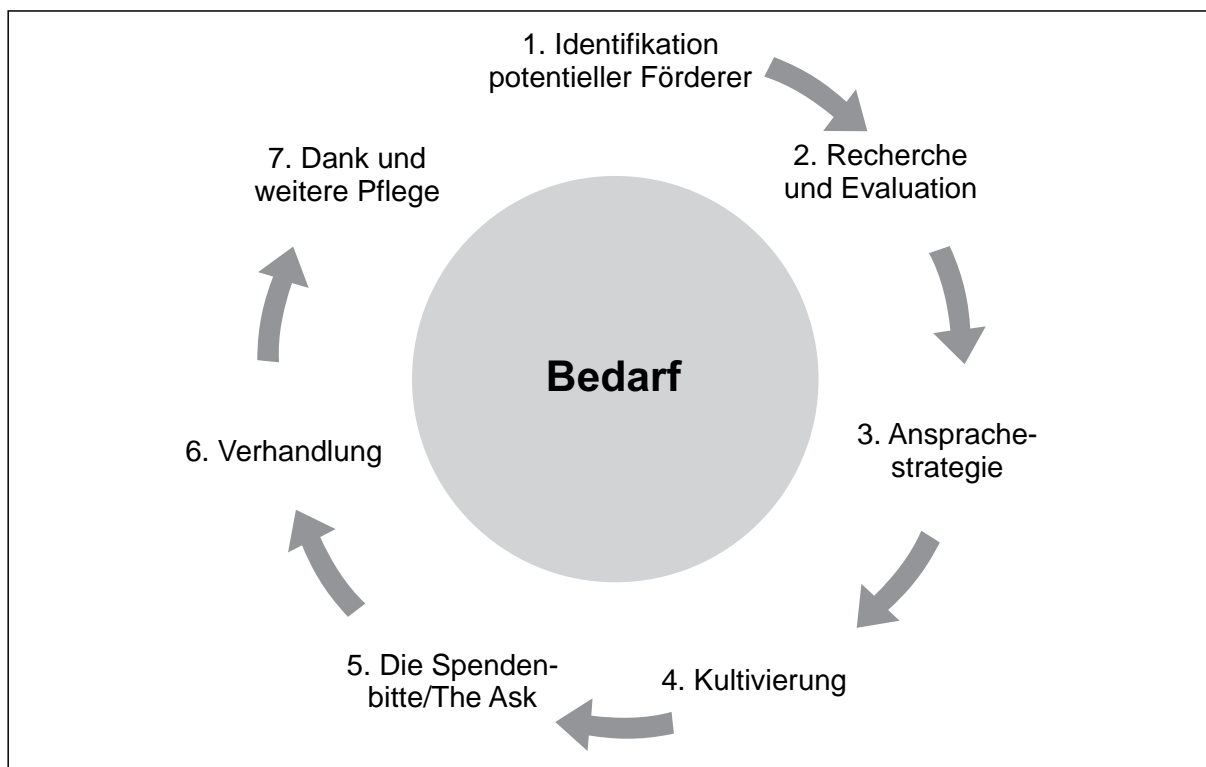 1. Identifikation
potentieller Förderer
2. Recherche
und Evaluation
3. Ansprache-
strategie
4. Kultivierung
5. Die Spenden-
bitte/The Ask
6. Verhandlung
7. Dank und
weitere Pflege
Bedarf